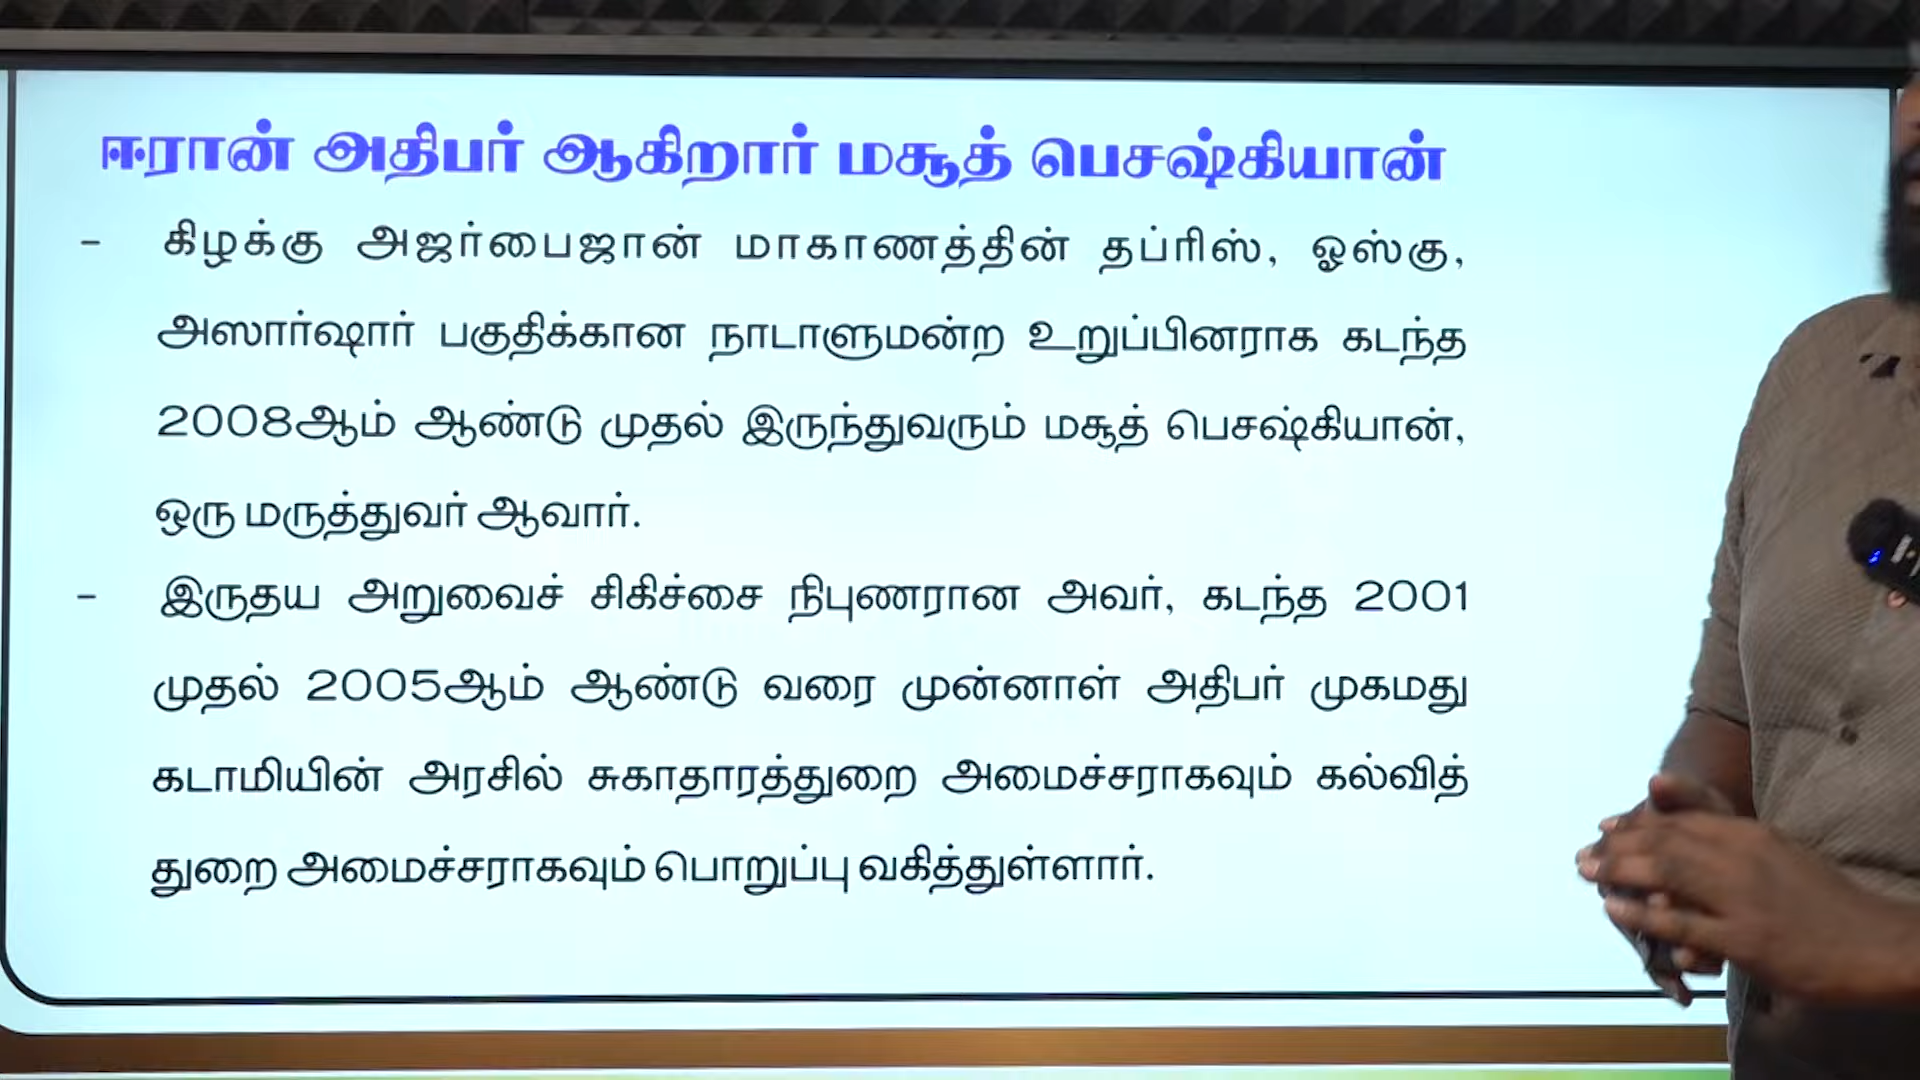 ஈரான் அதிபர் ஆகிறார் மசூத் பெசஷ்கியான்
- கிழக்கு அஜர்பைஜான் மாகாணத்தின் தப்ரிஸ், ஓஸ்கு,
அஸார்ஷார் பகுதிக்கான நாடாளுமன்ற உறுப்பினராக கடந்த
2008ஆம் ஆண்டு முதல் இருந்துவரும் மசூத் பெசஷ்கியான்,
ஒரு மருத்துவர் ஆவார்.
- இருதய அறுவைச் சிகிச்சை நிபுணரான அவர், கடந்த 2001
முதல் 2005ஆம் ஆண்டு வரை முன்னாள் அதிபர் முகமது
கடாமியின் அரசில் சுகாதாரத்துறை அமைச்சராகவும் கல்வித்
துறை அமைச்சராகவும் பொறுப்பு வகித்துள்ளார்.